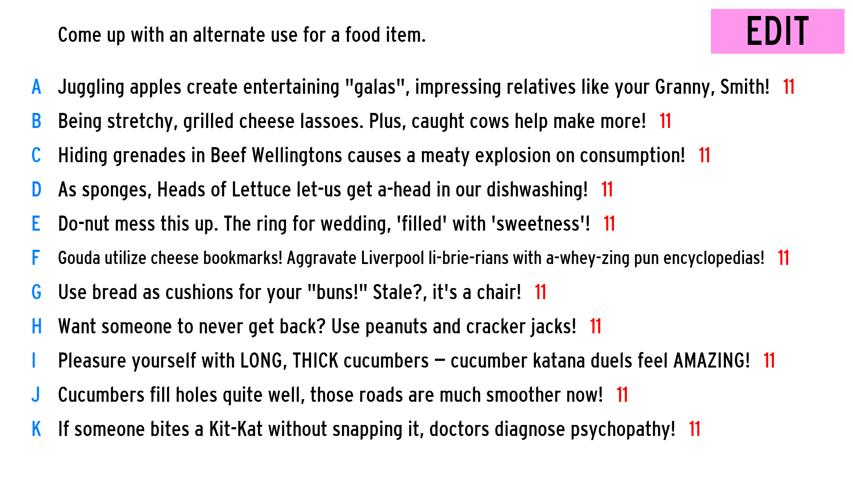 Come up with an alternate use for a food item.
EDIT
A Juggling apples create entertaining "galas", impressing relatives like your Granny, Smith! 11
B Being stretchy, grilled cheese lassoes. Plus, caught cows help make more! 11
C Hiding grenades in Beef Wellingtons causes a meaty explosion on consumption! 11
D As sponges, Heads of Lettuce let-us get a-head in our dishwashing! 11
E Do-nut mess this up. The ring for wedding, 'filled' with 'sweetness'! 11
F Gouda utilize cheese bookmarks! Aggravate Liverpool li-brie-rians with a-whey-zing pun encyclopedias! 11
G Use bread as cushions for your "buns!" Stale?, it's a chair! 11
H Want someone to never get back? Use peanuts and cracker jacks! 11
I Pleasure yourself with LONG, THICK cucumbers – cucumber katana duels feel AMAZING! 11
J Cucumbers fill holes quite well, those roads are much smoother now! 11
K If someone bites a Kit-Kat without snapping it, doctors diagnose psychopathy! 11